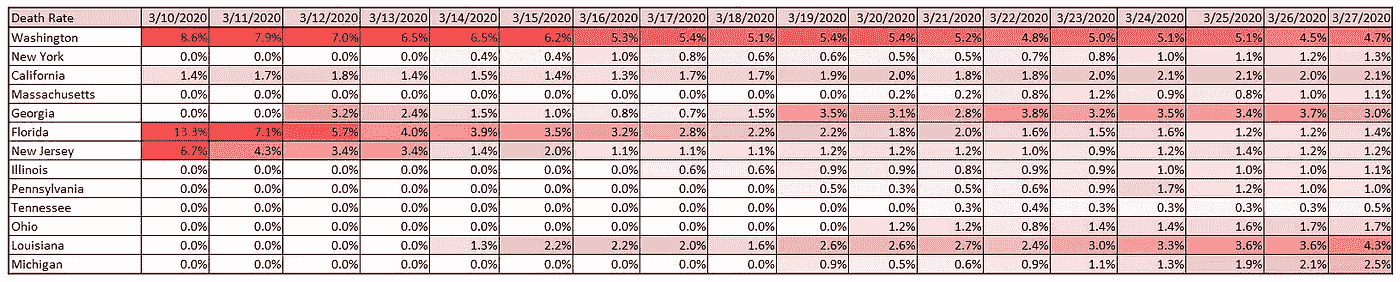 Death Rate 3/10/2020 3/11/2020 3/12/2020 3/13/2020 3/14/2020 3/15/2020 3/16/2020 3/17/2020 3/18/2020 3/19/2020 3/20/2020 3/21/2020 3/22/2020 3/23/2020 3/24/2020 3/25/2020 3/26/2020 3/27/2020
Washington 8.6% 7.9% 7.0% 6.5% 6.5% 6.2% 5.3% 5.4% 5.1% 5.4% 5.4% 5.2% 4.8% 5.0% 5.1% 5.1% 4.5% 4.7%
New York 0.0% 0.0% 0.0% 0.0% 0.4% 0.4% 1.0% 0.8% 0.6% 0.6% 0.5% 0.5% 0.7% 0.8% 1.0% 1.1% 1.2% 1.3%
California 1.4% 1.7% 1.8% 1.4% 1.5% 1.4% 1.3% 1.7% 1.7% 1.9% 2.0% 1.8% 1.8% 2.0% 2.1% 2.1% 2.0% 2.1%
Massachusetts 0.0% 0.0% 0.0% 0.0% 0.0% 0.0% 0.0% 0.0% 0.0% 0.0% 0.2% 0.2% 0.8% 1.2% 0.9% 0.8% 1.0% 1.1%
Georgia 0.0% 0.0% 3.2% 2.4% 1.5% 1.0% 0.8% 0.7% 1.5% 3.5% 3.1% 2.8% 3.8% 3.2% 3.5% 3.4% 3.7% 3.0%
Florida 13.3% 7.1% 5.7% 4.0% 3.9% 3.5% 3.2% 2.8% 2.2% 2.2% 1.8% 2.0% 1.6% 1.5% 1.6% 1.2% 1.2% 1.4%
New Jersey 6.7% 4.3% 3.4% 3.4% 1.4% 2.0% 1.1% 1.1% 1.1% 1.2% 1.2% 1.2% 1.0% 0.9% 1.2% 1.4% 1.2% 1.2%
Illinois 0.0% 0.0% 0.0% 0.0% 0.0% 0.0% 0.0% 0.6% 0.6% 0.9% 0.9% 0.8% 0.9% 0.9% 1.0% 1.0% 1.0% 1.1%
Pennsylvania 0.0% 0.0% 0.0% 0.0% 0.0% 0.0% 0.0% 0.0% 0.0% 0.5% 0.3% 0.5% 0.6% 0.9% 1.7% 1.2% 1.0% 1.0%
Tennessee 0.0% 0.0% 0.0% 0.0% 0.0% 0.0% 0.0% 0.0% 0.0% 0.0% 0.0% 0.3% 0.4% 0.3% 0.3% 0.3% 0.3% 0.5%
Ohio 0.0% 0.0% 0.0% 0.0% 0.0% 0.0% 0.0% 0.0% 0.0% 0.0% 1.2% 1.2% 0.8% 1.4% 1.4% 1.6% 1.7% 1.7%
Louisiana 0.0% 0.0% 0.0% 0.0% 1.3% 2.2% 2.2% 2.0% 1.6% 2.6% 2.6% 2.7% 2.4% 3.0% 3.3% 3.6% 3.6% 4.3%
Michigan 0.0% 0.0% 0.0% 0.0% 0.0% 0.0% 0.0% 0.0% 0.0% 0.9% 0.5% 0.6% 0.9% 1.1% 1.3% 1.9% 2.1% 2.5%